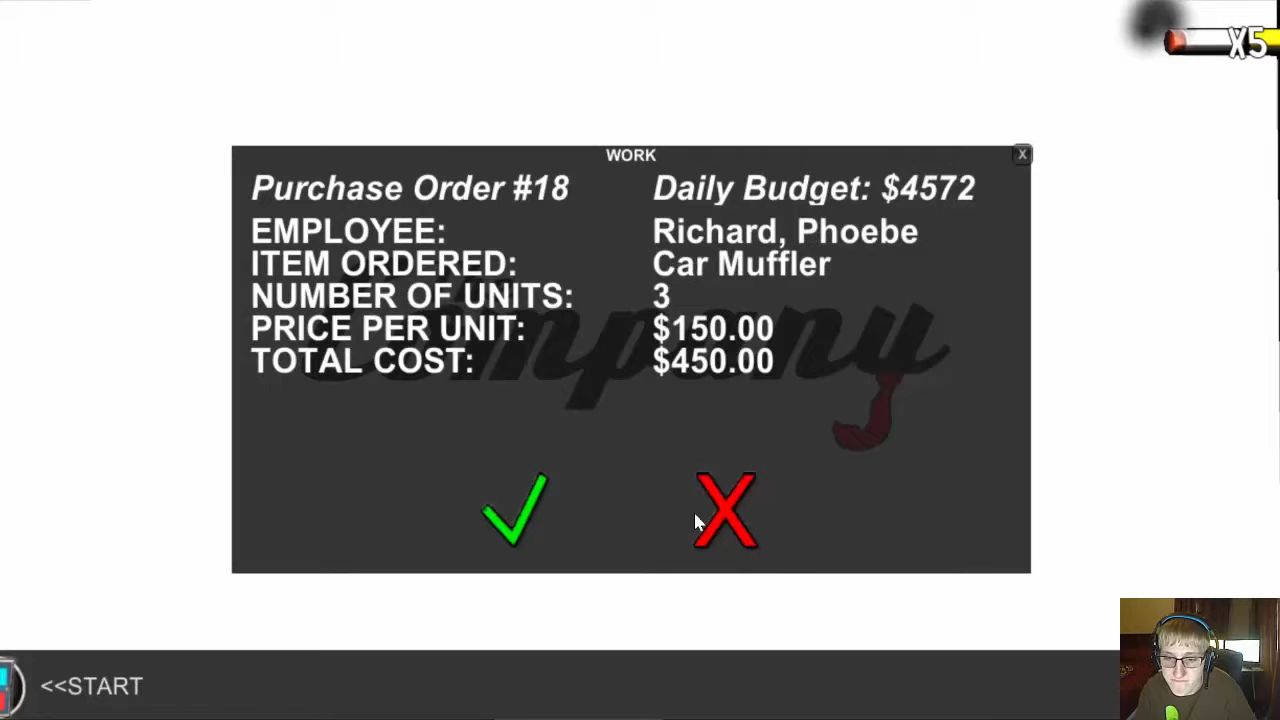 X5
WORK
X
Purchase Order #18 Daily Budget: $4572
EMPLOYEE: Richard, Phoebe
ITEM ORDERED: Car Muffler
NUMBER OF UNITS: 3
PRICE PER UNIT: $150.00
TOTAL COST: $450.00
Company
<<START